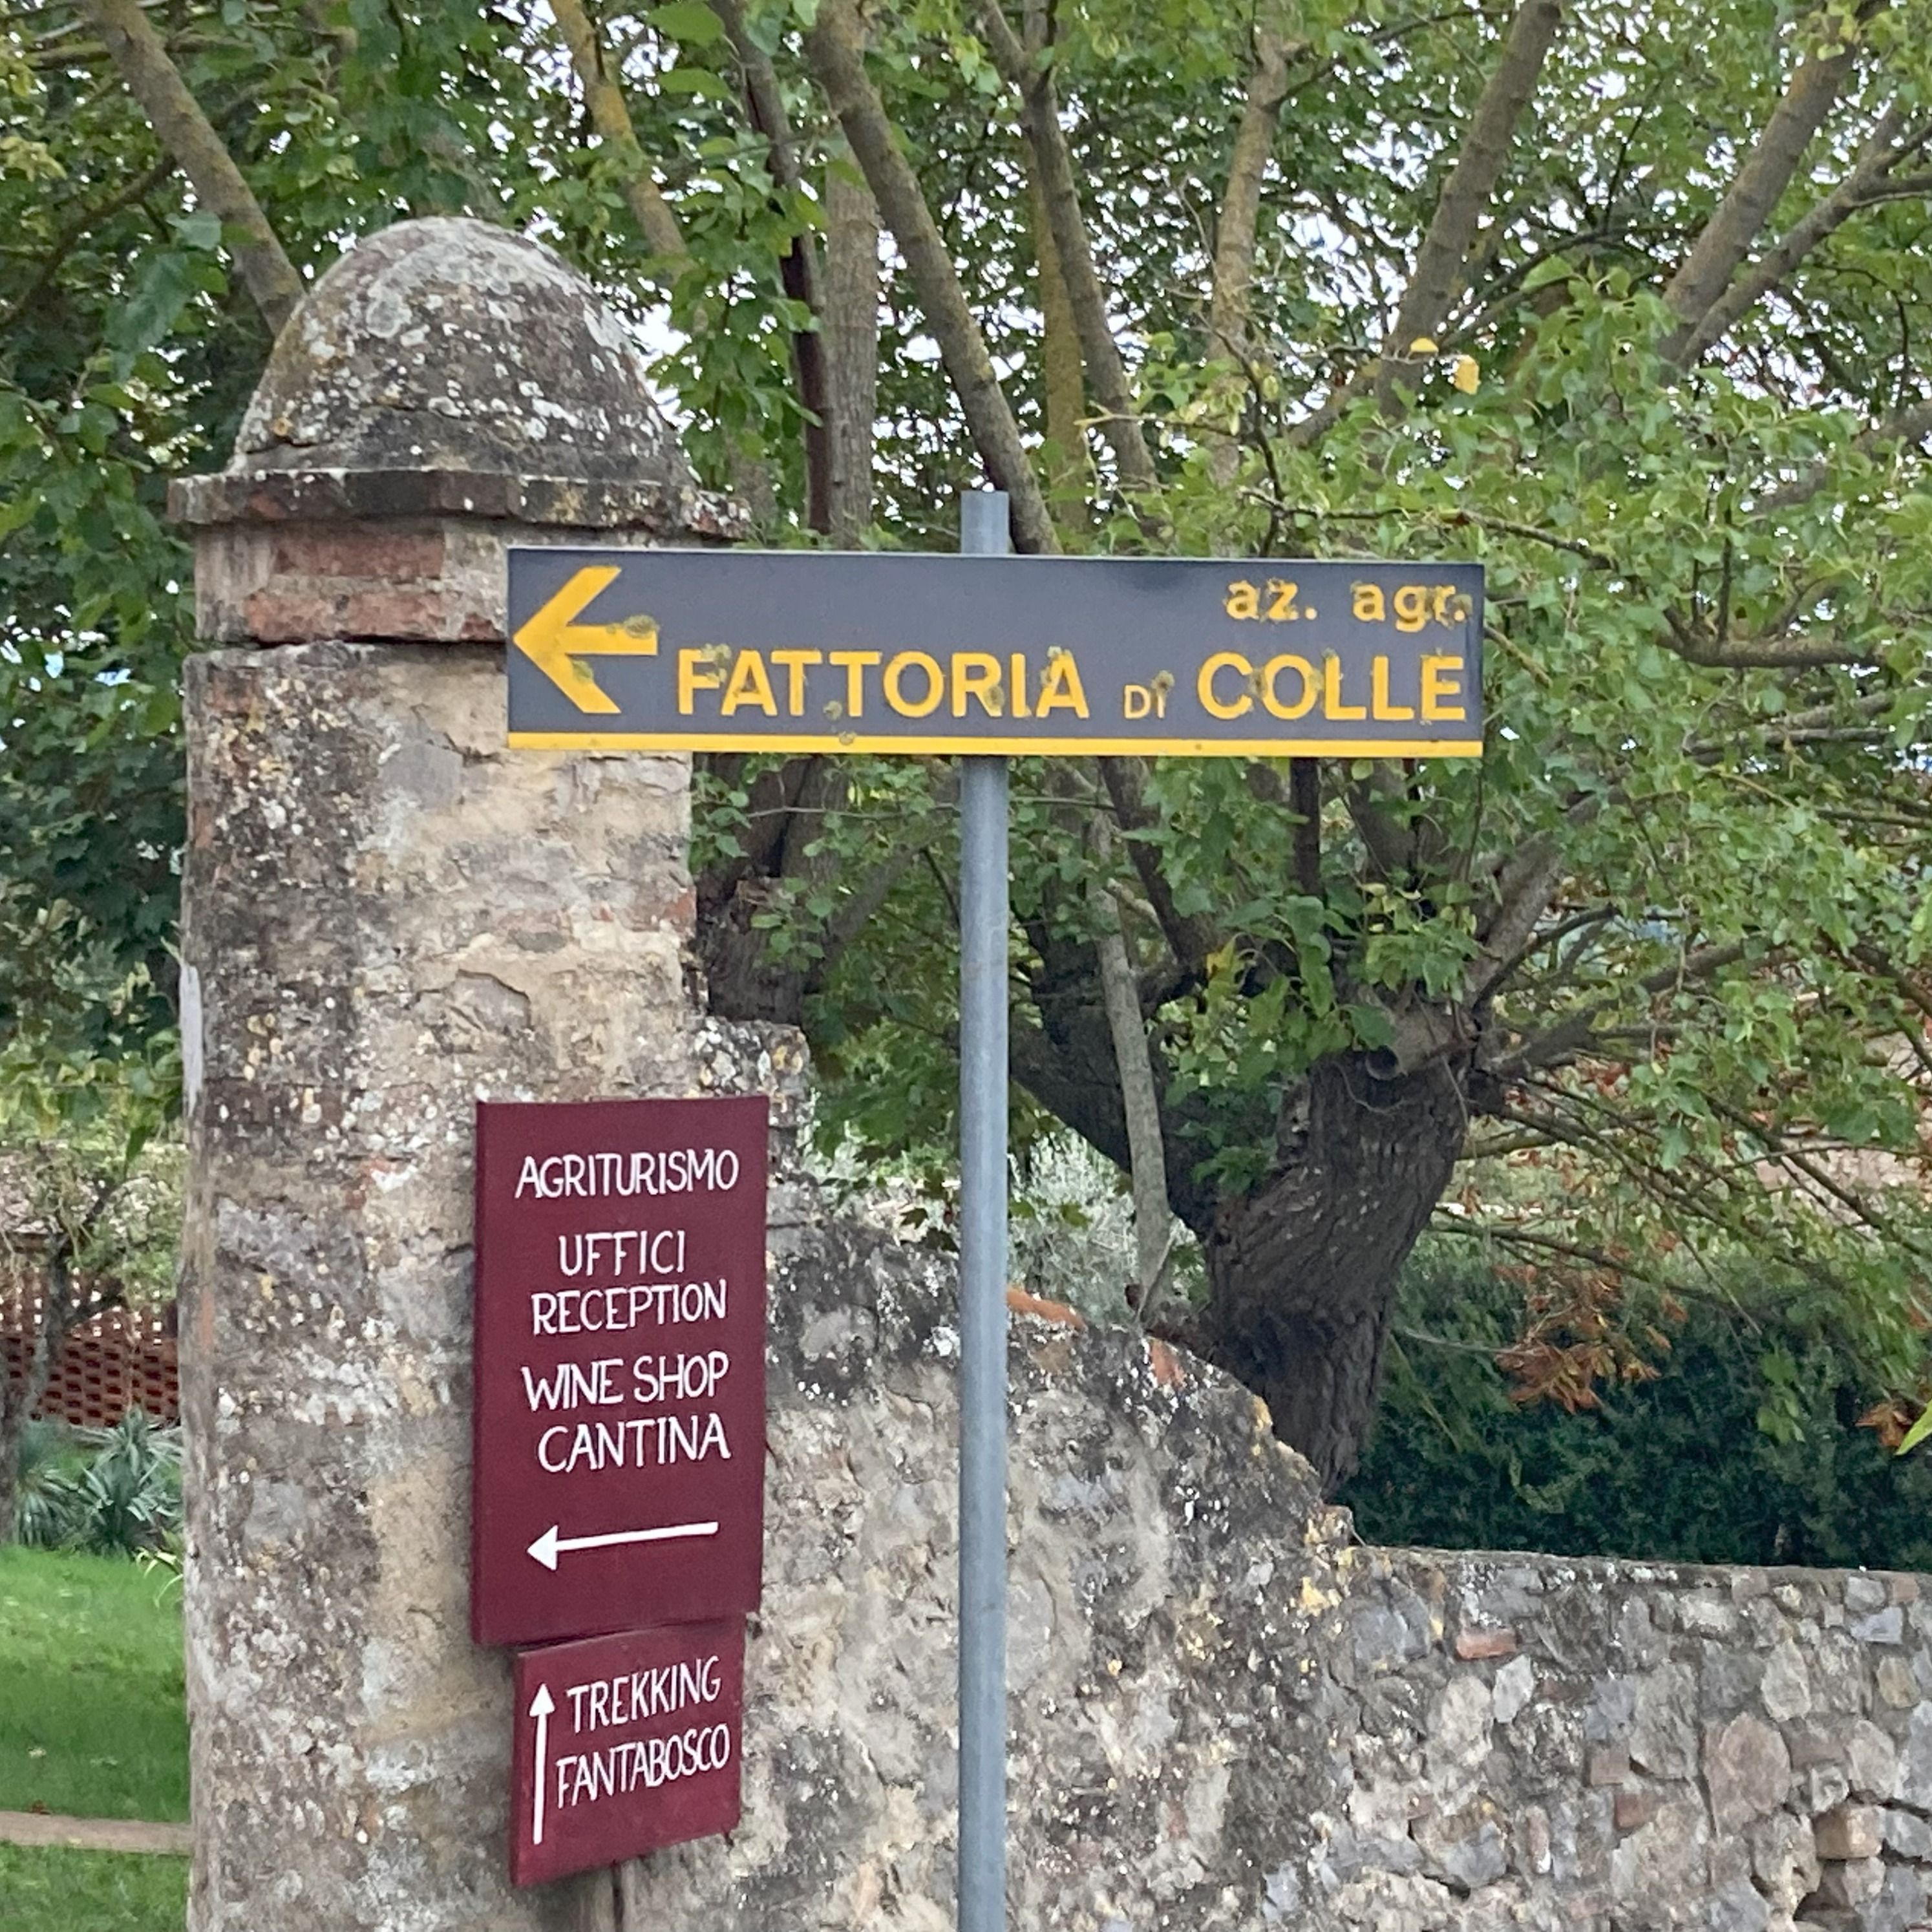 az. agr.
FATTORIA DI COLLE
AGRITURISMO
UFFICI
RECEPTION
WINE SHOP
CANTINA
TREKKING
FANTABOSCO